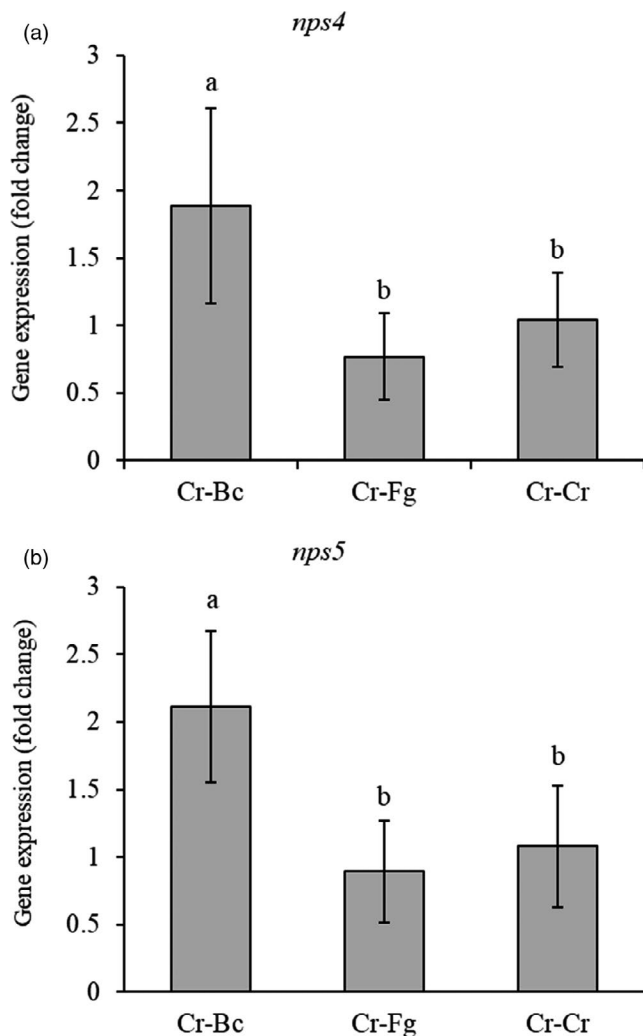 (a)
nps4
Gene expression (fold change)
3
2.5
2
1.5
1
0.5
0
a
b
b
Cr-Bc Cr-Fg Cr-Cr
(b)
nps5
Gene expression (fold change)
3
2.5
2
1.5
1
0.5
0
a
b
b
Cr-Bc Cr-Fg Cr-Cr